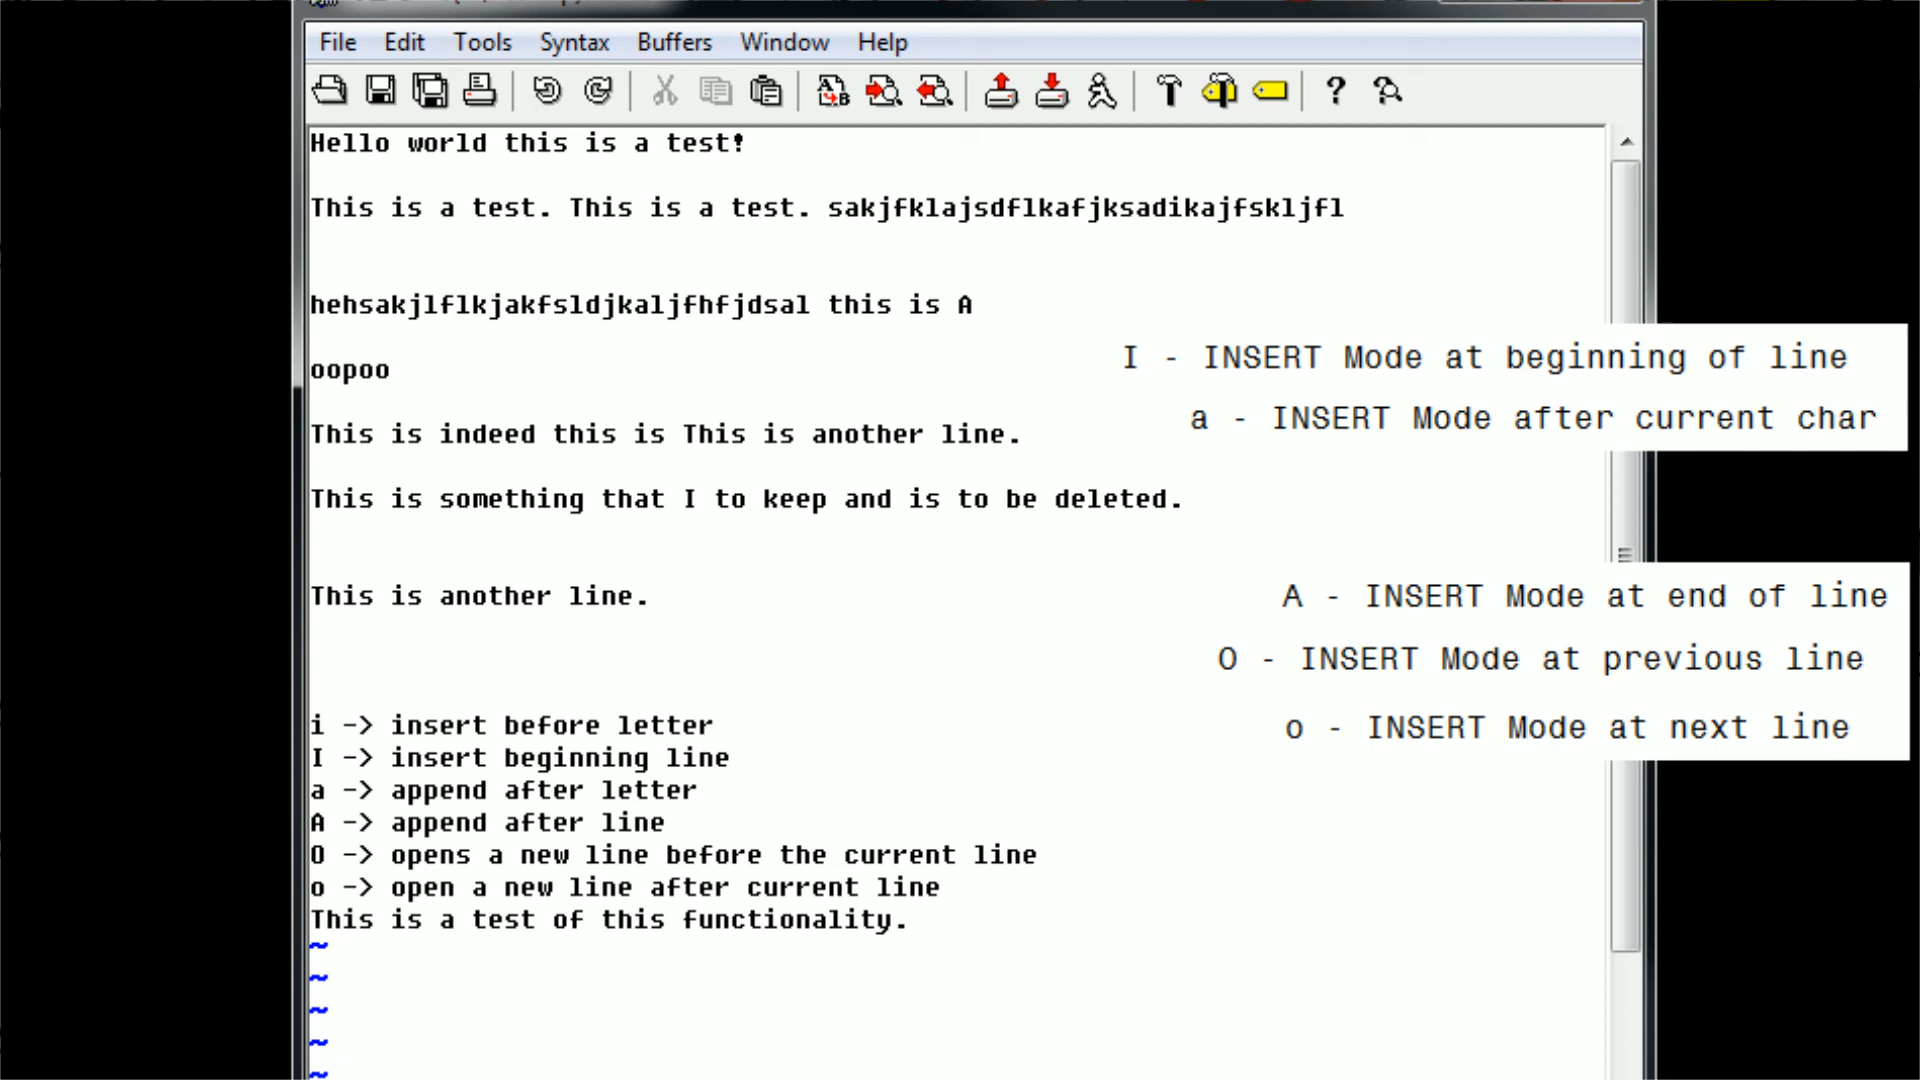 File Edit Tools Syntax Buffers Window Help
Hello world this is a test!
This is a test. This is a test. sakjfklajsdflkafjksadikajfskljfl
hehsakjlflkjakfsldjkaljfhfjdsal this is A
I - INSERT Mode at beginning of line
oopoo
a - INSERT Mode after current char
This is indeed this is This is another line.
This is something that I to keep and is to be deleted.
This is another line.
A - INSERT Mode at end of line
O - INSERT Mode at previous line
i -> insert before letter
o - INSERT Mode at next line
I -> insert beginning line
a -> append after letter
A -> append after line
O -> opens a new line before the current line
o -> open a new line after current line
This is a test of this functionality.
~
~
~
~
~